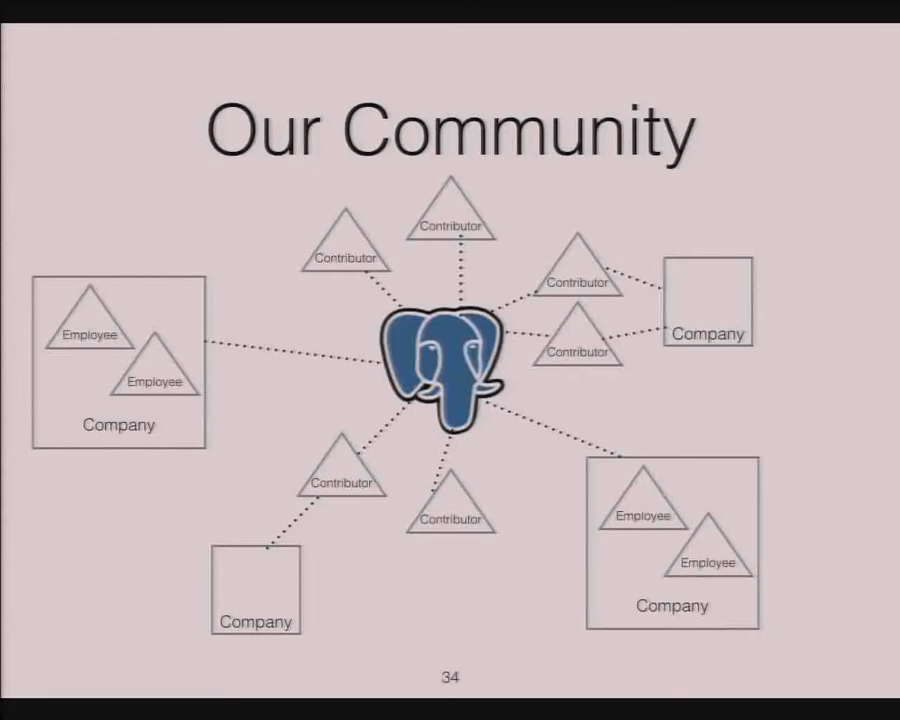 Our Community
Contributor
Contributor
Contributor
Contributor
Company
Employee
Employee
Company
Contributor
Contributor
Company
Employee
Employee
Company
34